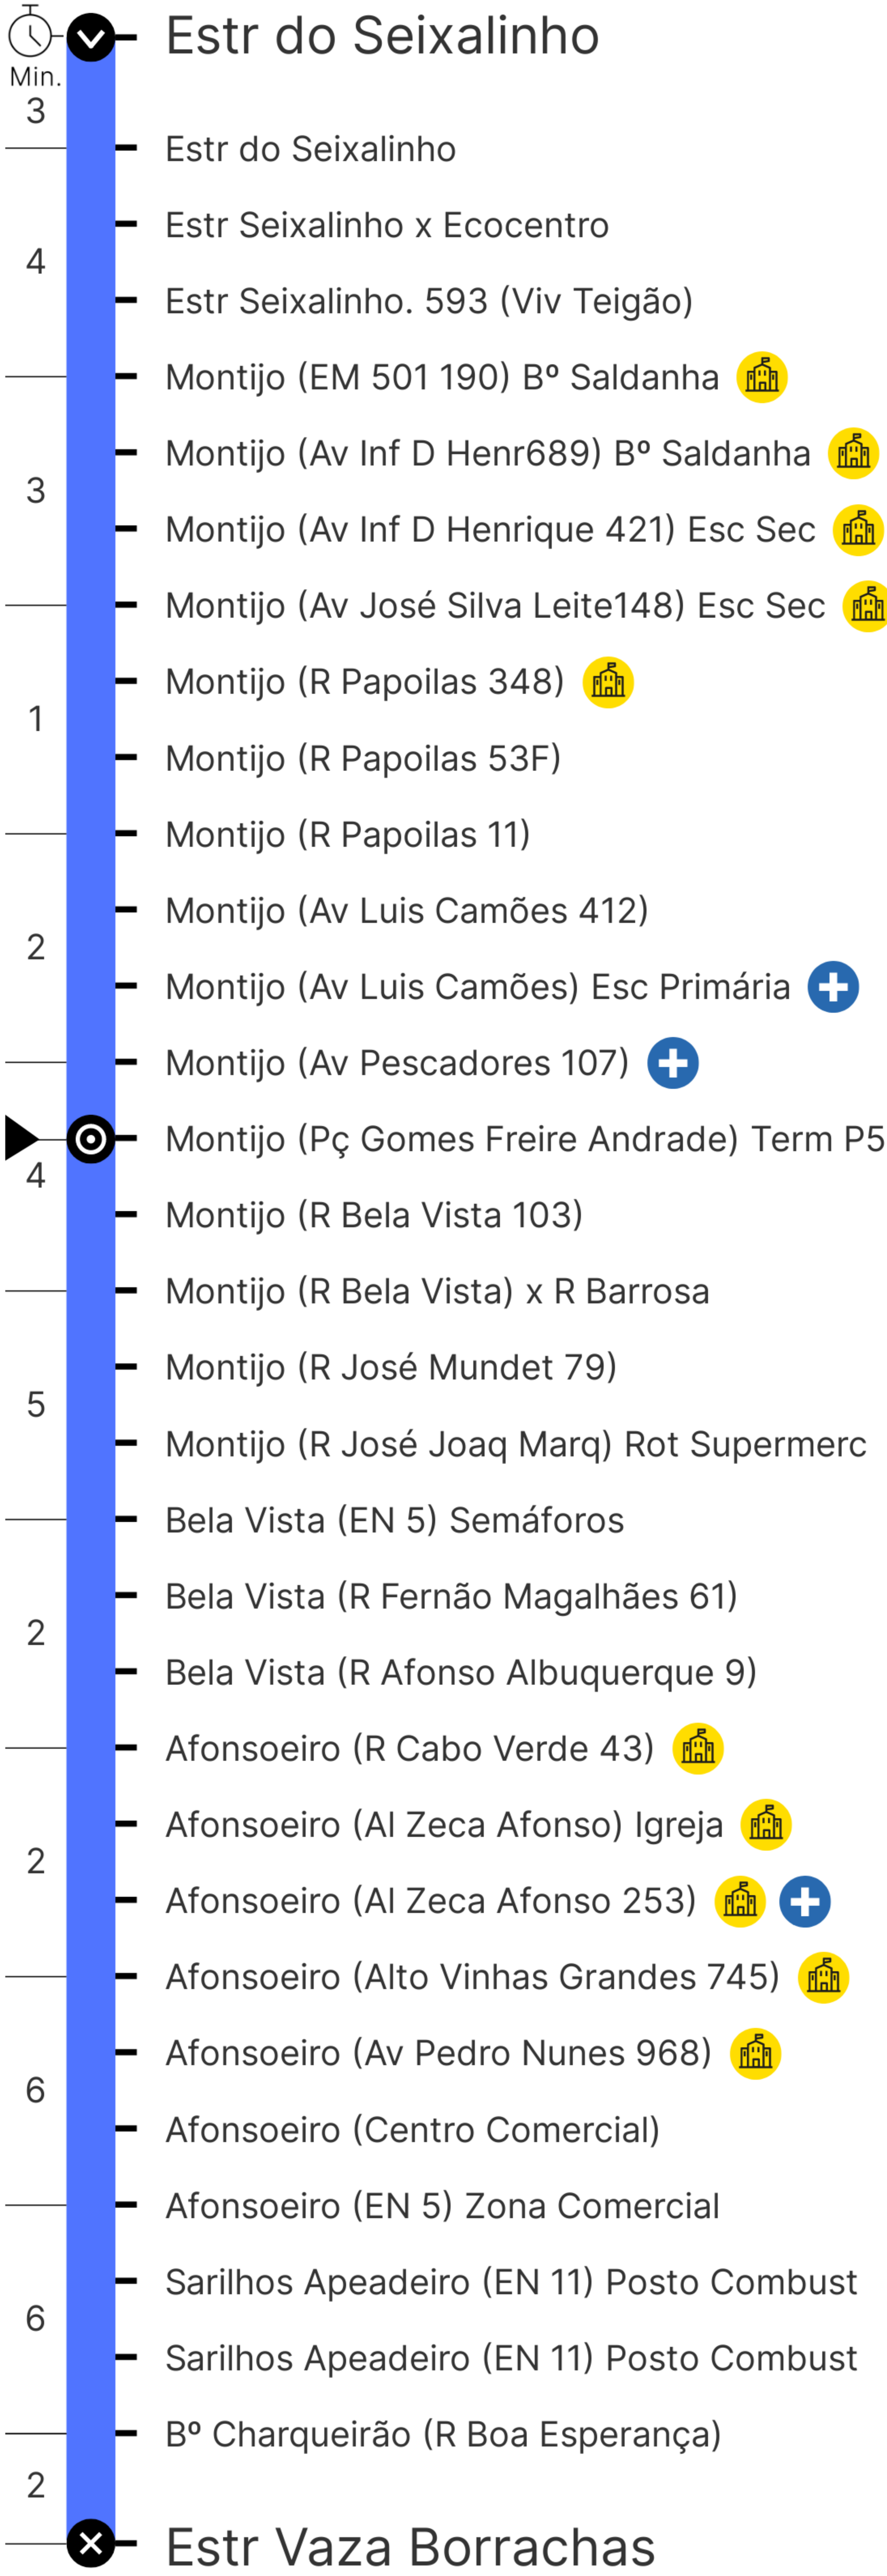 Estr do Seixalinho
Min.
3
Estr do Seixalinho
Estr Seixalinho x Ecocentro
4
Estr Seixalinho. 593 (Viv Teigão)
Montijo (EM 501 190) Bº Saldanha
Montijo (Av Inf D Henr689) Bº Saldanha
3
Montijo (Av Inf D Henrique 421) Esc Sec
Montijo (Av José Silva Leite148) Esc Sec
Montijo (R Papoilas 348)
1
Montijo (R Papoilas 53F)
Montijo (R Papoilas 11)
Montijo (Av Luis Camões 412)
2
Montijo (Av Luis Camões) Esc Primária
Montijo (Av Pescadores 107)
Montijo (Pç Gomes Freire Andrade) Term P5
4
Montijo (R Bela Vista 103)
Montijo (R Bela Vista) x R Barrosa
Montijo (R José Mundet 79)
5
Montijo (R José Joaq Marq) Rot Supermerc
Bela Vista (EN 5) Semáforos
Bela Vista (R Fernão Magalhães 61)
2
Bela Vista (R Afonso Albuquerque 9)
Afonsoeiro (R Cabo Verde 43)
Afonsoeiro (Al Zeca Afonso) Igreja
2
Afonsoeiro (Al Zeca Afonso 253)
Afonsoeiro (Alto Vinhas Grandes 745)
Afonsoeiro (Av Pedro Nunes 968)
6
Afonsoeiro (Centro Comercial)
Afonsoeiro (EN 5) Zona Comercial
Sarilhos Apeadeiro (EN 11) Posto Combust
6
Sarilhos Apeadeiro (EN 11) Posto Combust
Bº Charqueirão (R Boa Esperança)
2
Estr Vaza Borrachas